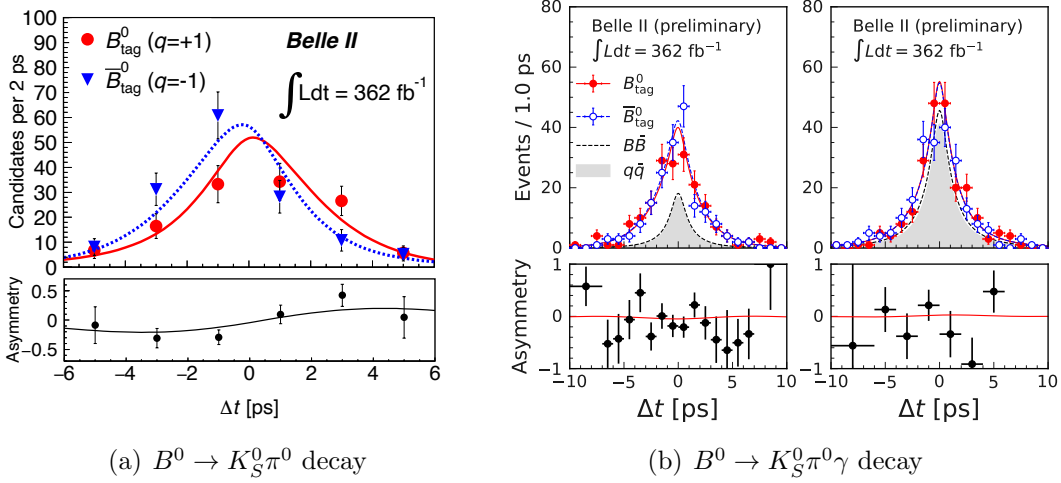 100
90
80
70
60
50
40
30
20
10
0
Candidates per 2 ps
B⁰tag (q=+1)
B̅⁰tag (q=-1)
Belle II
∫Ldt = 362 fb⁻¹
0.5
0
−0.5
Asymmetry
−6 −4 −2 0 2 4 6
Δt [ps]
(a) B⁰ → K⁰Sπ⁰ decay
80
60
40
20
0
Events / 1.0 ps
Belle II (preliminary)
∫Ldt = 362 fb⁻¹
B⁰tag
B̅⁰tag
BB̅
qq̅
1
0
−1
Asymmetry
−10 −5 0 5 10
Δt [ps]
80
60
40
20
0
Belle II (preliminary)
∫Ldt = 362 fb⁻¹
1
0
−1
−10 −5 0 5 10
Δt [ps]
(b) B⁰ → K⁰Sπ⁰γ decay